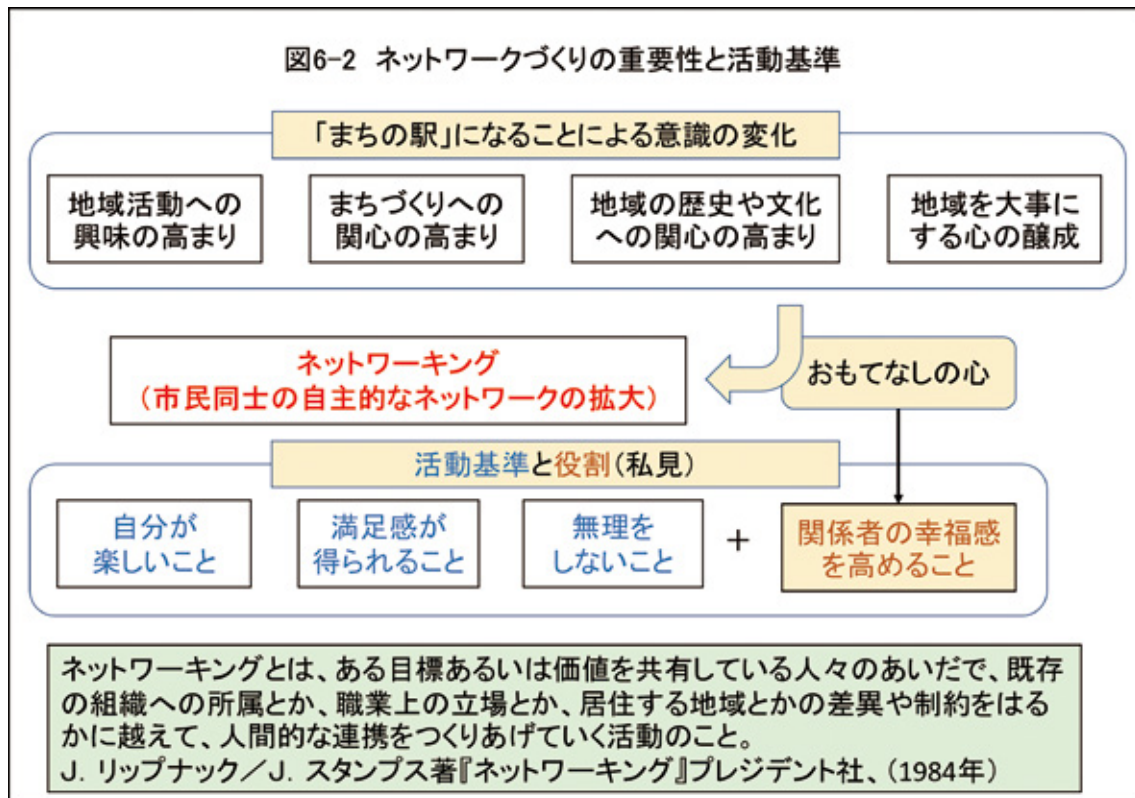 図6-2 ネットワークづくりの重要性と活動基準
「まちの駅」になることによる意識の変化
地域活動への
興味の高まり
まちづくりへの
関心の高まり
地域の歴史や文化
への関心の高まり
地域を大事に
する心の醸成
ネットワーキング
（市民同士の自主的なネットワークの拡大）
おもてなしの心
活動基準と役割（私見）
自分が
楽しいこと
満足感が
得られること
無理を
しないこと
+
関係者の幸福感
を高めること
ネットワーキングとは、ある目標あるいは価値を共有している人々のあいだで、既存
の組織への所属とか、職業上の立場とか、居住する地域とかの差異や制約をはる
かに越えて、人間的な連携をつくりあげていく活動のこと。
Ｊ．リップナック／Ｊ．スタンプス著『ネットワーキング』プレジデント社、（1984年）